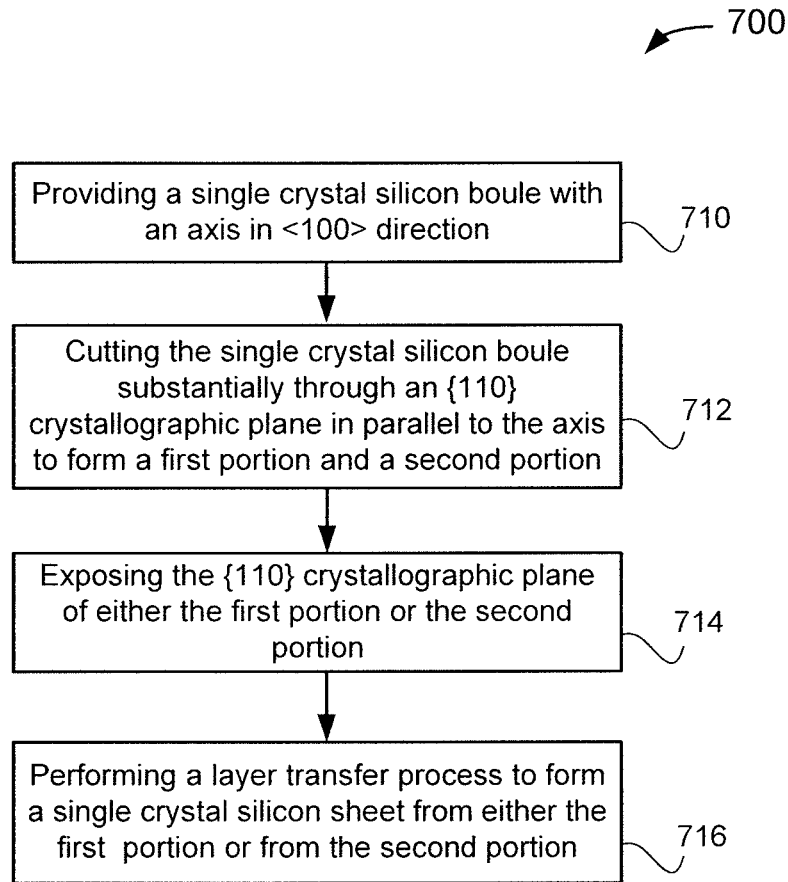 700
Providing a single crystal silicon boule with
an axis in <100> direction
710
Cutting the single crystal silicon boule
substantially through an {110}
crystallographic plane in parallel to the axis
to form a first portion and a second portion
712
Exposing the {110} crystallographic plane
of either the first portion or the second
portion
714
Performing a layer transfer process to form
a single crystal silicon sheet from either the
first portion or from the second portion
716